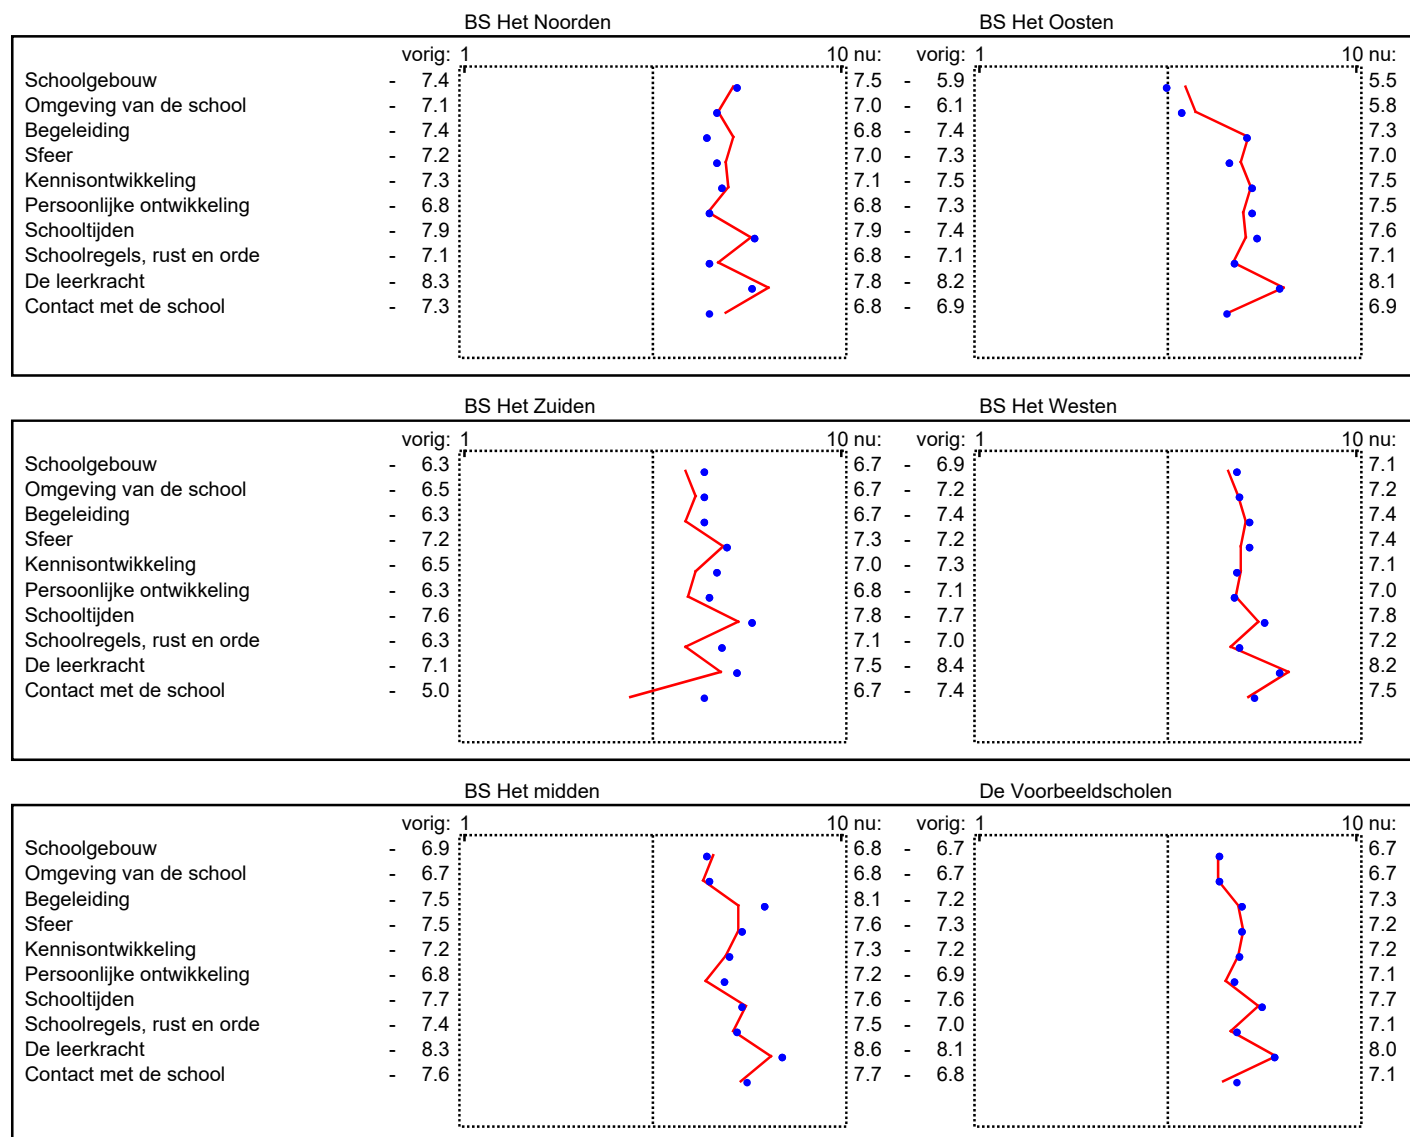 BS Het Noorden BS Het Oosten
vorig: 1 10 nu: vorig: 1 10 nu:
Schoolgebouw - 7.4 7.5 - 5.9 5.5
Omgeving van de school - 7.1 7.0 - 6.1 5.8
Begeleiding - 7.4 6.8 - 7.4 7.3
Sfeer - 7.2 7.0 - 7.3 7.0
Kennisontwikkeling - 7.3 7.1 - 7.5 7.5
Persoonlijke ontwikkeling - 6.8 6.8 - 7.3 7.5
Schooltijden - 7.9 7.9 - 7.4 7.6
Schoolregels, rust en orde - 7.1 6.8 - 7.1 7.1
De leerkracht - 8.3 7.8 - 8.2 8.1
Contact met de school - 7.3 6.8 - 6.9 6.9
BS Het Zuiden BS Het Westen
vorig: 1 10 nu: vorig: 1 10 nu:
Schoolgebouw - 6.3 6.7 - 6.9 7.1
Omgeving van de school - 6.5 6.7 - 7.2 7.2
Begeleiding - 6.3 6.7 - 7.4 7.4
Sfeer - 7.2 7.3 - 7.2 7.4
Kennisontwikkeling - 6.5 7.0 - 7.3 7.1
Persoonlijke ontwikkeling - 6.3 6.8 - 7.1 7.0
Schooltijden - 7.6 7.8 - 7.7 7.8
Schoolregels, rust en orde - 6.3 7.1 - 7.0 7.2
De leerkracht - 7.1 7.5 - 8.4 8.2
Contact met de school - 5.0 6.7 - 7.4 7.5
BS Het midden De Voorbeeldscholen
vorig: 1 10 nu: vorig: 1 10 nu:
Schoolgebouw - 6.9 6.8 - 6.7 6.7
Omgeving van de school - 6.7 6.8 - 6.7 6.7
Begeleiding - 7.5 8.1 - 7.2 7.3
Sfeer - 7.5 7.6 - 7.3 7.2
Kennisontwikkeling - 7.2 7.3 - 7.2 7.2
Persoonlijke ontwikkeling - 6.8 7.2 - 6.9 7.1
Schooltijden - 7.7 7.6 - 7.6 7.7
Schoolregels, rust en orde - 7.4 7.5 - 7.0 7.1
De leerkracht - 8.3 8.6 - 8.1 8.0
Contact met de school - 7.6 7.7 - 6.8 7.1